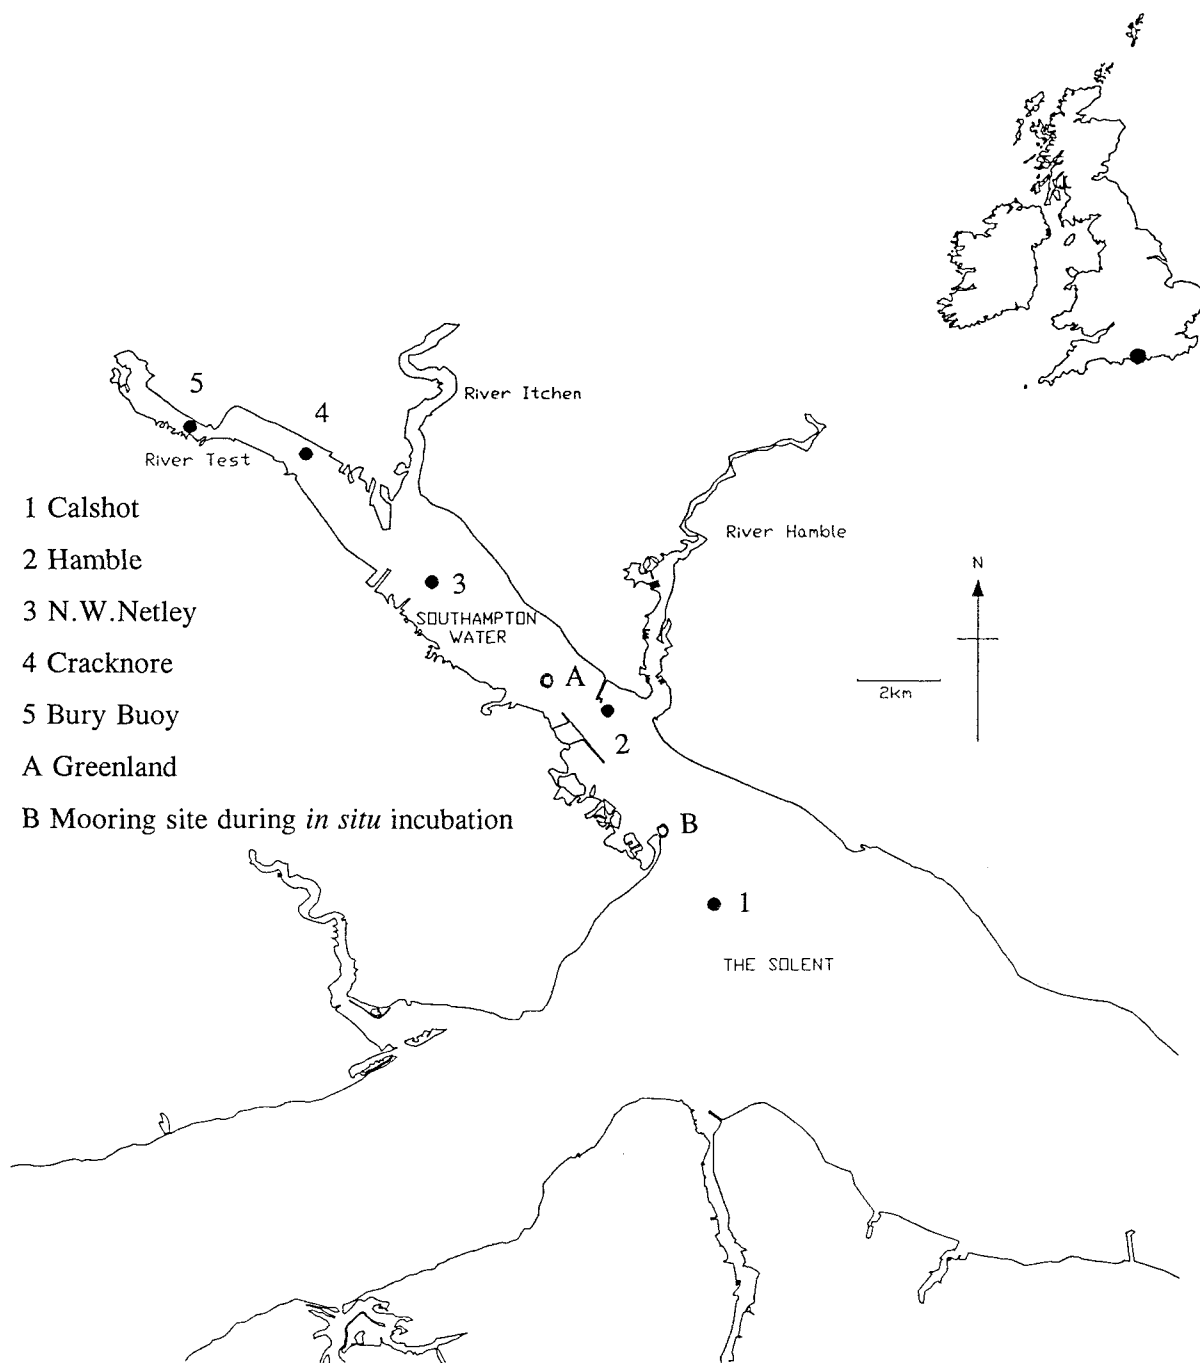 5
4
River Itchen
River Test
1 Calshot
2 Hamble
3 N.W.Netley
4 Cracknore
5 Bury Buoy
A Greenland
B Mooring site during in situ incubation
River Hamble
N
3
SOUTHAMPTON
WATER
A
2km
2
B
1
THE SOLENT